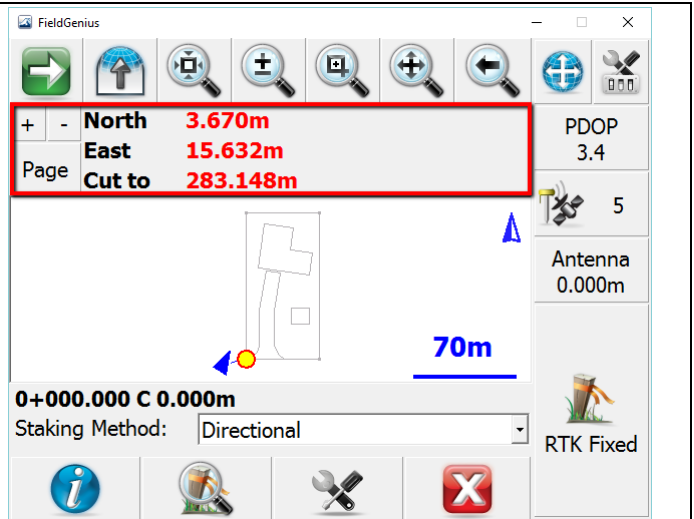 FieldGenius
+ - North 3.670m
East 15.632m
Page
Cut to 283.148m
PDOP
3.4
5
Antenna
0.000m
70m
0+000.000 C 0.000m
Staking Method: Directional
RTK Fixed